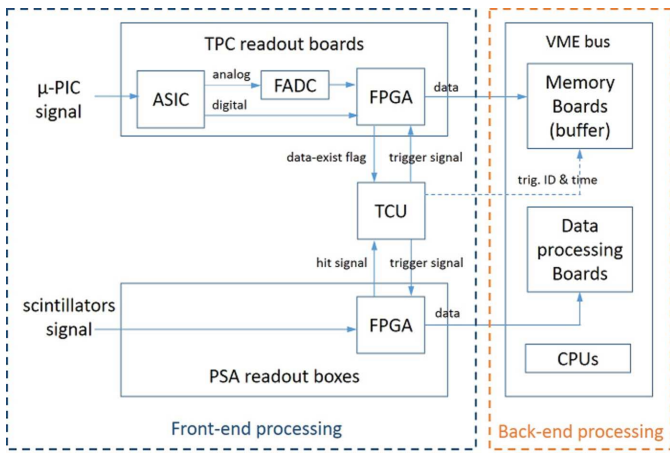 TPC readout boards
VME bus
μ-PIC
signal
ASIC
analog
digital
FADC
FPGA
data
Memory
Boards
(buffer)
data-exist flag
trigger signal
trig. ID & time
TCU
hit signal
trigger signal
Data
processing
Boards
scintillators
signal
FPGA
data
CPUs
PSA readout boxes
Front-end processing
Back-end processing